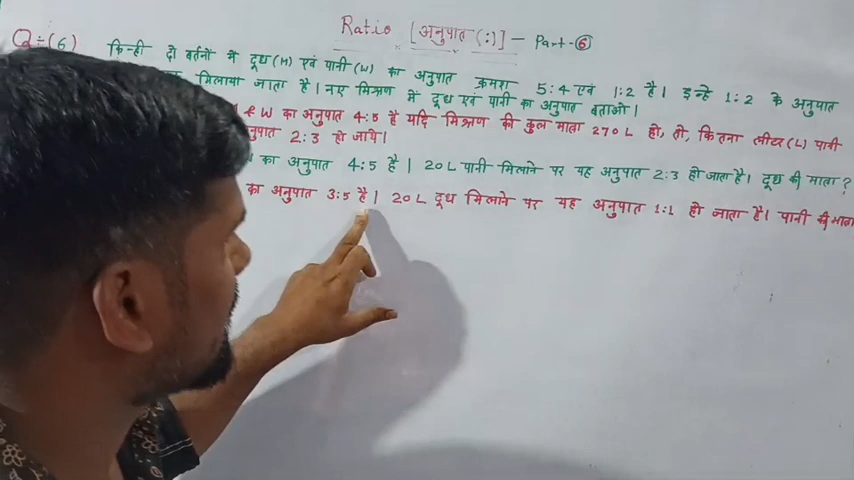 Ratio [अनुपात (:)] – Part-⑥
Q÷(6) किन्ही दो बर्तनों में दूध (M) एवं पानी (W) का अनुपात क्रमश 5:4 एवं 1:2 है। इन्हे 1:2 के अनुपात
मिलाया जाता है। नए मिश्रण में दूध एवं पानी का अनुपात बताओ।
& W का अनुपात 4:5 है यदि मिश्रण की कुल मात्रा 270 L हो, तो, कितना लीटर (L) पानी
2:3 हो जाये।
का अनुपात 4:5 है। 20 L पानी मिलाने पर यह अनुपात 2:3 हो जाता है। दूध की मात्रा?
का अनुपात 3:5 है। 20 L दूध मिलाने पर यह अनुपात 1:1 हो जाता है। पानी की मात्रा